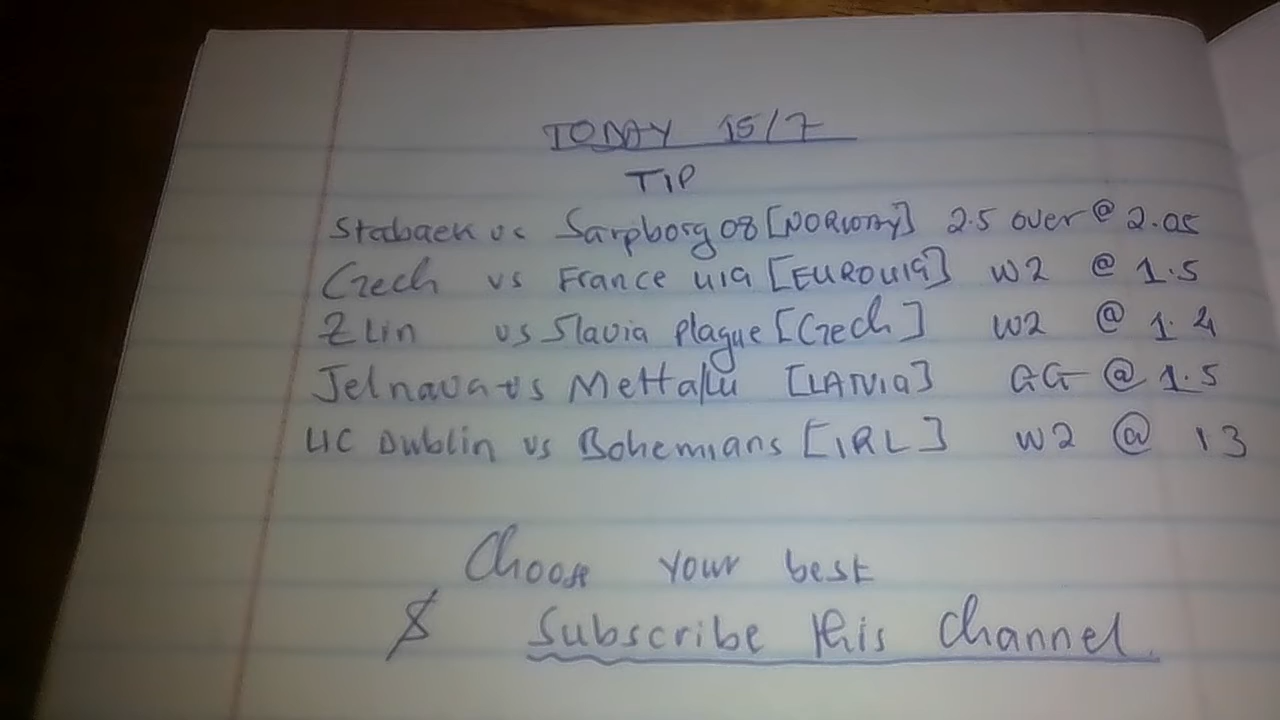 TODAY 15/7
TIP
Stabaek vs Sarpborg 08 [NORWAY] 2.5 over @ 2.05
Czech vs France u19 [EUROU19] W2 @ 1.5
Zlin vs Slavia Plague [Czech] W2 @ 1.4
Jelnava vs Mettalu [LATVIA] GG @ 1.5
UC Dublin vs Bohemians [IRL] W2 @ 13
Choose your best
$ Subscribe this channel.